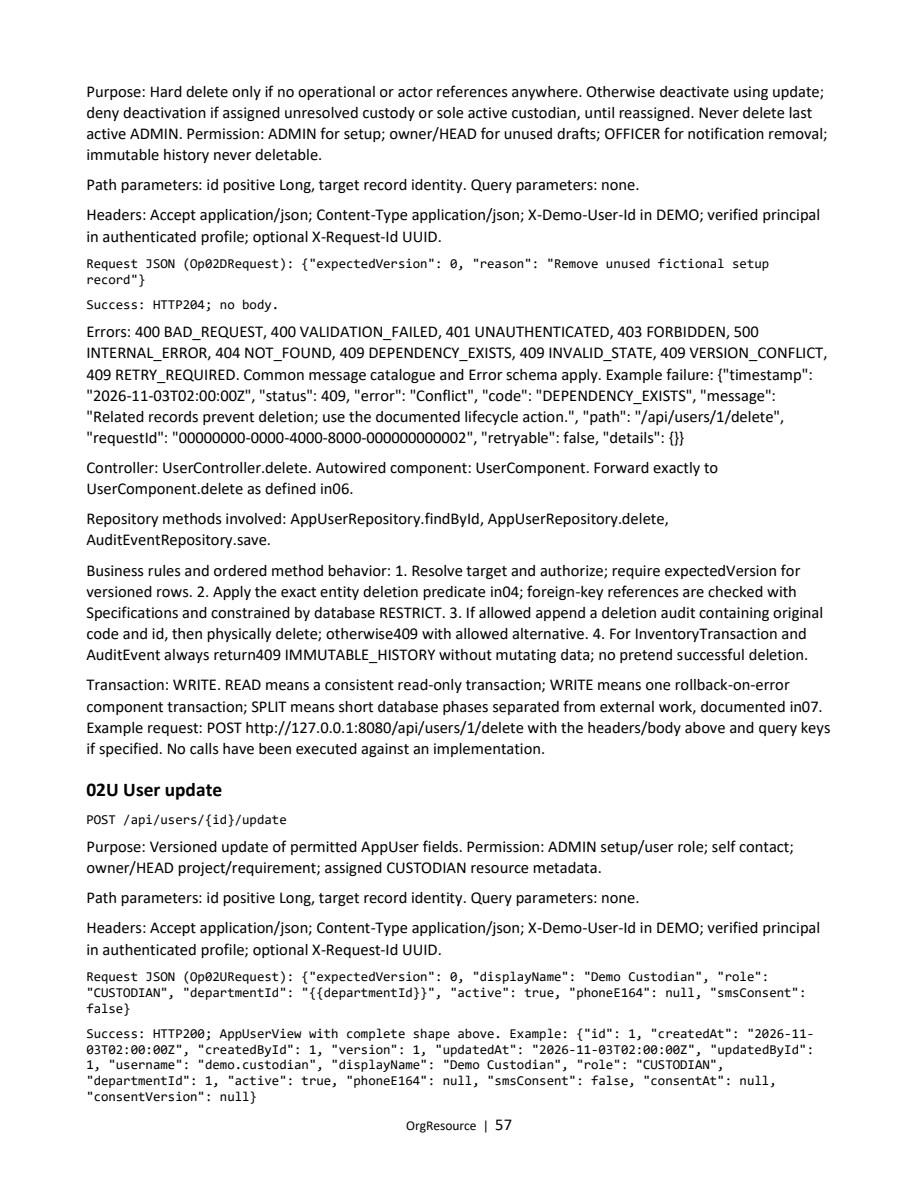 Purpose: Hard delete only if no operational or actor references anywhere. Otherwise deactivate using update;
deny deactivation if assigned unresolved custody or sole active custodian, until reassigned. Never delete last
active ADMIN. Permission: ADMIN for setup; owner/HEAD for unused drafts; OFFICER for notification removal;
immutable history never deletable.
Path parameters: id positive Long, target record identity. Query parameters: none.
Headers: Accept application/json; Content-Type application/json; X-Demo-User-Id in DEMO; verified principal
in authenticated profile; optional X-Request-Id UUID.
Request JSON (Op02DRequest): {"expectedVersion": 0, "reason": "Remove unused fictional setup
record"}
Success: HTTP204; no body.
Errors: 400 BAD_REQUEST, 400 VALIDATION_FAILED, 401 UNAUTHENTICATED, 403 FORBIDDEN, 500
INTERNAL_ERROR, 404 NOT_FOUND, 409 DEPENDENCY_EXISTS, 409 INVALID_STATE, 409 VERSION_CONFLICT,
409 RETRY_REQUIRED. Common message catalogue and Error schema apply. Example failure: {"timestamp":
"2026-11-03T02:00:00Z", "status": 409, "error": "Conflict", "code": "DEPENDENCY_EXISTS", "message":
"Related records prevent deletion; use the documented lifecycle action.", "path": "/api/users/1/delete",
"requestId": "00000000-0000-4000-8000-000000000002", "retryable": false, "details": {}}
Controller: UserController.delete. Autowired component: UserComponent. Forward exactly to
UserComponent.delete as defined in06.
Repository methods involved: AppUserRepository.findById, AppUserRepository.delete,
AuditEventRepository.save.
Business rules and ordered method behavior: 1. Resolve target and authorize; require expectedVersion for
versioned rows. 2. Apply the exact entity deletion predicate in04; foreign-key references are checked with
Specifications and constrained by database RESTRICT. 3. If allowed append a deletion audit containing original
code and id, then physically delete; otherwise409 with allowed alternative. 4. For InventoryTransaction and
AuditEvent always return409 IMMUTABLE_HISTORY without mutating data; no pretend successful deletion.
Transaction: WRITE. READ means a consistent read-only transaction; WRITE means one rollback-on-error
component transaction; SPLIT means short database phases separated from external work, documented in07.
Example request: POST http://127.0.0.1:8080/api/users/1/delete with the headers/body above and query keys
if specified. No calls have been executed against an implementation.
02U User update
POST /api/users/{id}/update
Purpose: Versioned update of permitted AppUser fields. Permission: ADMIN setup/user role; self contact;
owner/HEAD project/requirement; assigned CUSTODIAN resource metadata.
Path parameters: id positive Long, target record identity. Query parameters: none.
Headers: Accept application/json; Content-Type application/json; X-Demo-User-Id in DEMO; verified principal
in authenticated profile; optional X-Request-Id UUID.
Request JSON (Op02URequest): {"expectedVersion": 0, "displayName": "Demo Custodian", "role":
"CUSTODIAN", "departmentId": "{{departmentId}}", "active": true, "phoneE164": null, "smsConsent":
false}
Success: HTTP200; AppUserView with complete shape above. Example: {"id": 1, "createdAt": "2026-11-
03T02:00:00Z", "createdById": 1, "version": 1, "updatedAt": "2026-11-03T02:00:00Z", "updatedById":
1, "username": "demo.custodian", "displayName": "Demo Custodian", "role": "CUSTODIAN",
"departmentId": 1, "active": true, "phoneE164": null, "smsConsent": false, "consentAt": null,
"consentVersion": null}
OrgResource | 57